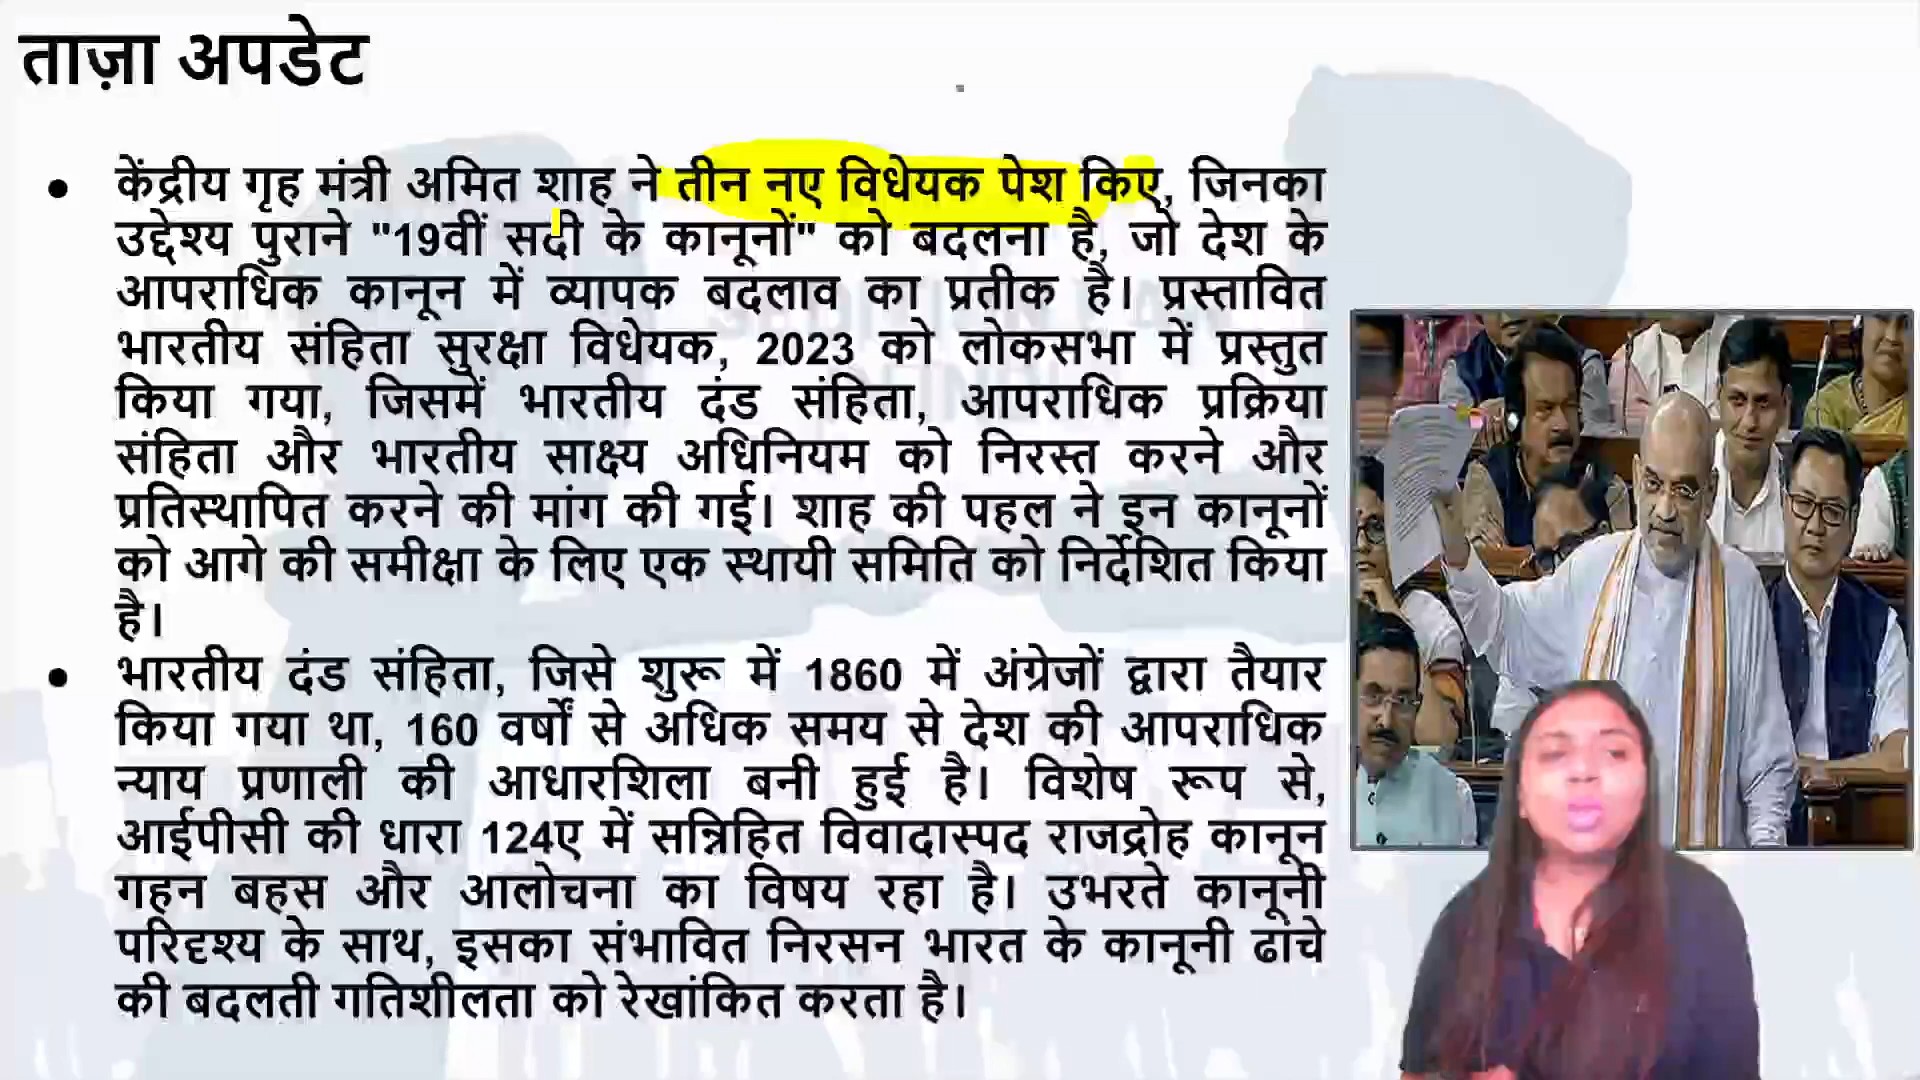 ताज़ा अपडेट
• केंद्रीय गृह मंत्री अमित शाह ने तीन नए विधेयक पेश किए, जिनका
उद्देश्य पुराने "19वीं सदी के कानूनों" को बदलना है, जो देश के
आपराधिक कानून में व्यापक बदलाव का प्रतीक है। प्रस्तावित
भारतीय संहिता सुरक्षा विधेयक, 2023 को लोकसभा में प्रस्तुत
किया गया, जिसमें भारतीय दंड संहिता, आपराधिक प्रक्रिया
संहिता और भारतीय साक्ष्य अधिनियम को निरस्त करने और
प्रतिस्थापित करने की मांग की गई। शाह की पहल ने इन कानूनों
को आगे की समीक्षा के लिए एक स्थायी समिति को निर्देशित किया
है।
• भारतीय दंड संहिता, जिसे शुरू में 1860 में अंग्रेजों द्वारा तैयार
किया गया था, 160 वर्षों से अधिक समय से देश की आपराधिक
न्याय प्रणाली की आधारशिला बनी हुई है। विशेष रूप से,
आईपीसी की धारा 124ए में सन्निहित विवादास्पद राजद्रोह कानून
गहन बहस और आलोचना का विषय रहा है। उभरते कानूनी
परिदृश्य के साथ, इसका संभावित निरसन भारत के कानूनी ढांचे
की बदलती गतिशीलता को रेखांकित करता है।